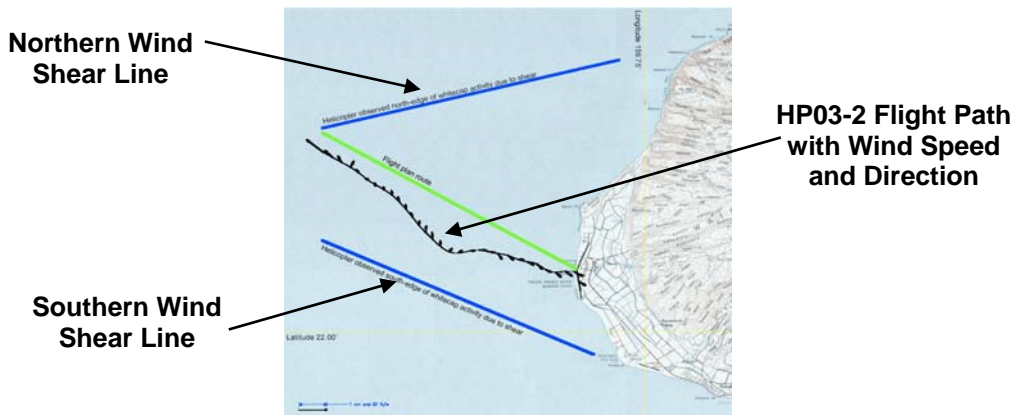 Northern Wind
Shear Line
Longitude 159.75'
Helicopter observed north-edge of whitecap activity due to shear
HP03-2 Flight Path
with Wind Speed
and Direction
Flight plan route
Helicopter observed south-edge of whitecap activity due to shear
Southern Wind
Shear Line
Latitude 22.00'